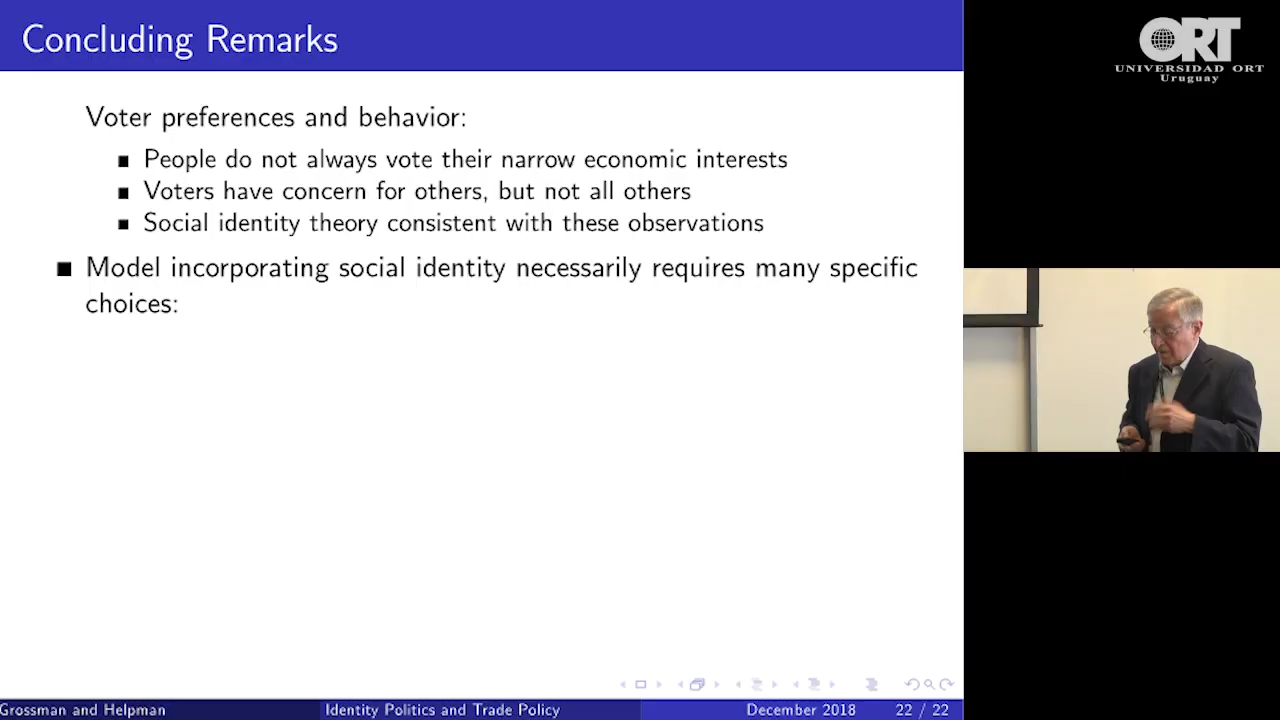 Concluding Remarks
Voter preferences and behavior:
People do not always vote their narrow economic interests
Voters have concern for others, but not all others
Social identity theory consistent with these observations
Model incorporating social identity necessarily requires many specific
choices:
Grossman and Helpman
Identity Politics and Trade Policy
December 2018
22 / 22
ORT
UNIVERSIDAD ORT
Uruguay